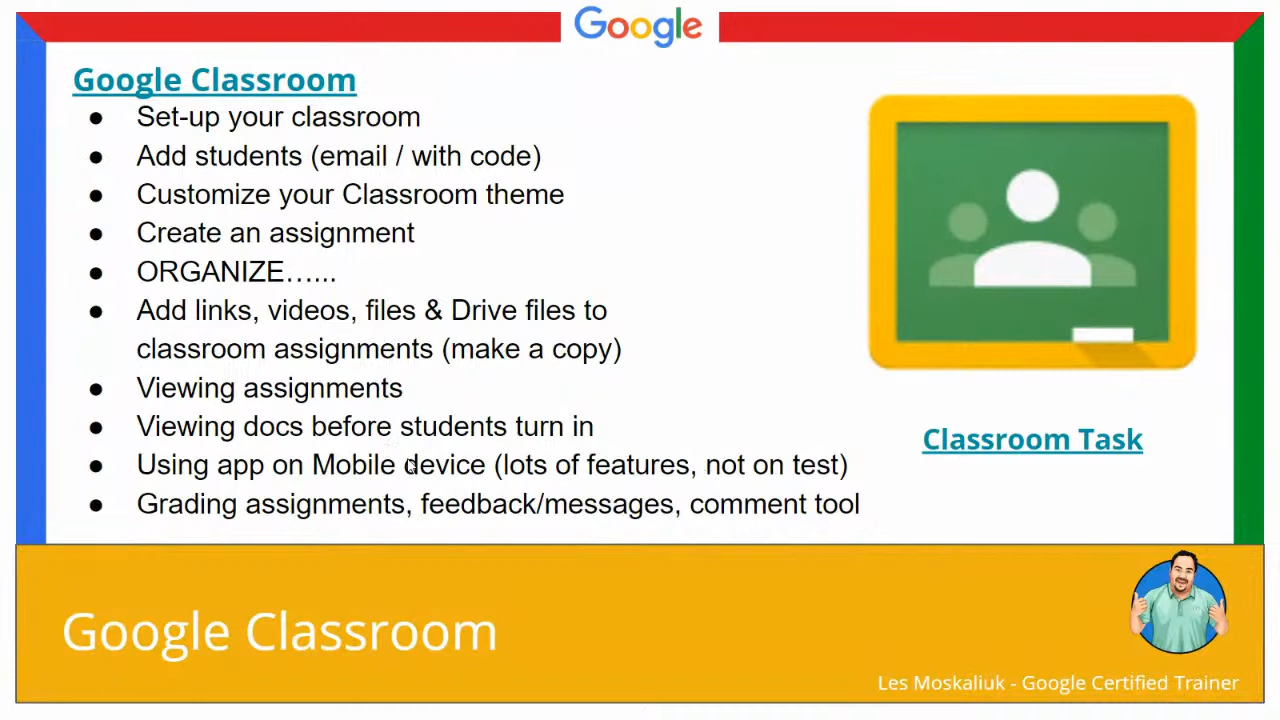 Google
Google Classroom
● Set-up your classroom
● Add students (email / with code)
● Customize your Classroom theme
● Create an assignment
● ORGANIZE…...
● Add links, videos, files & Drive files to
classroom assignments (make a copy)
● Viewing assignments
● Viewing docs before students turn in
● Using app on Mobile device (lots of features, not on test)
● Grading assignments, feedback/messages, comment tool
Classroom Task
Google Classroom
Les Moskaliuk - Google Certified Trainer